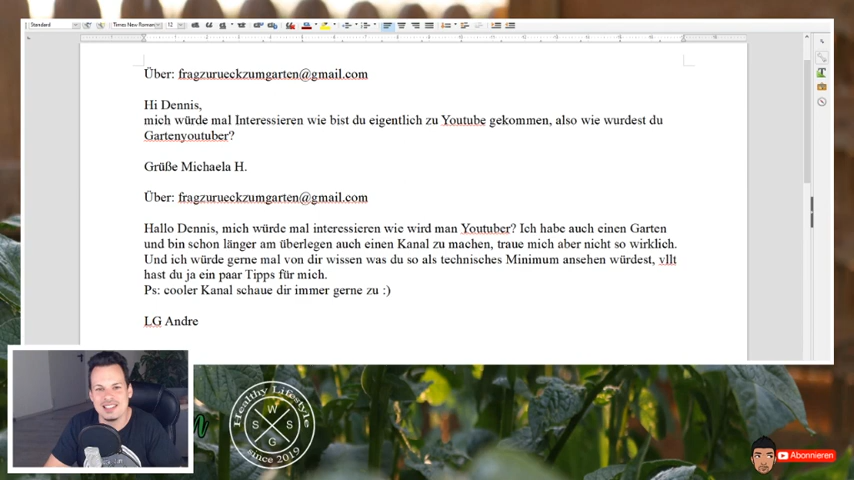 Standard
Times New Roman
12
Über: fragzurueckzumgarten@gmail.com
Hi Dennis,
mich würde mal Interessieren wie bist du eigentlich zu Youtube gekommen, also wie wurdest du
Gartenyoutuber?
Grüße Michaela H.
Über: fragzurueckzumgarten@gmail.com
Hallo Dennis, mich würde mal interessieren wie wird man Youtuber? Ich habe auch einen Garten
und bin schon länger am überlegen auch einen Kanal zu machen, traue mich aber nicht so wirklich.
Und ich würde gerne mal von dir wissen was du so als technisches Minimum ansehen würdest, vllt
hast du ja ein paar Tipps für mich.
Ps: cooler Kanal schaue dir immer gerne zu :)
LG Andre
Healthy Lifestyle
W
S S
G
since 2019
Abonnieren